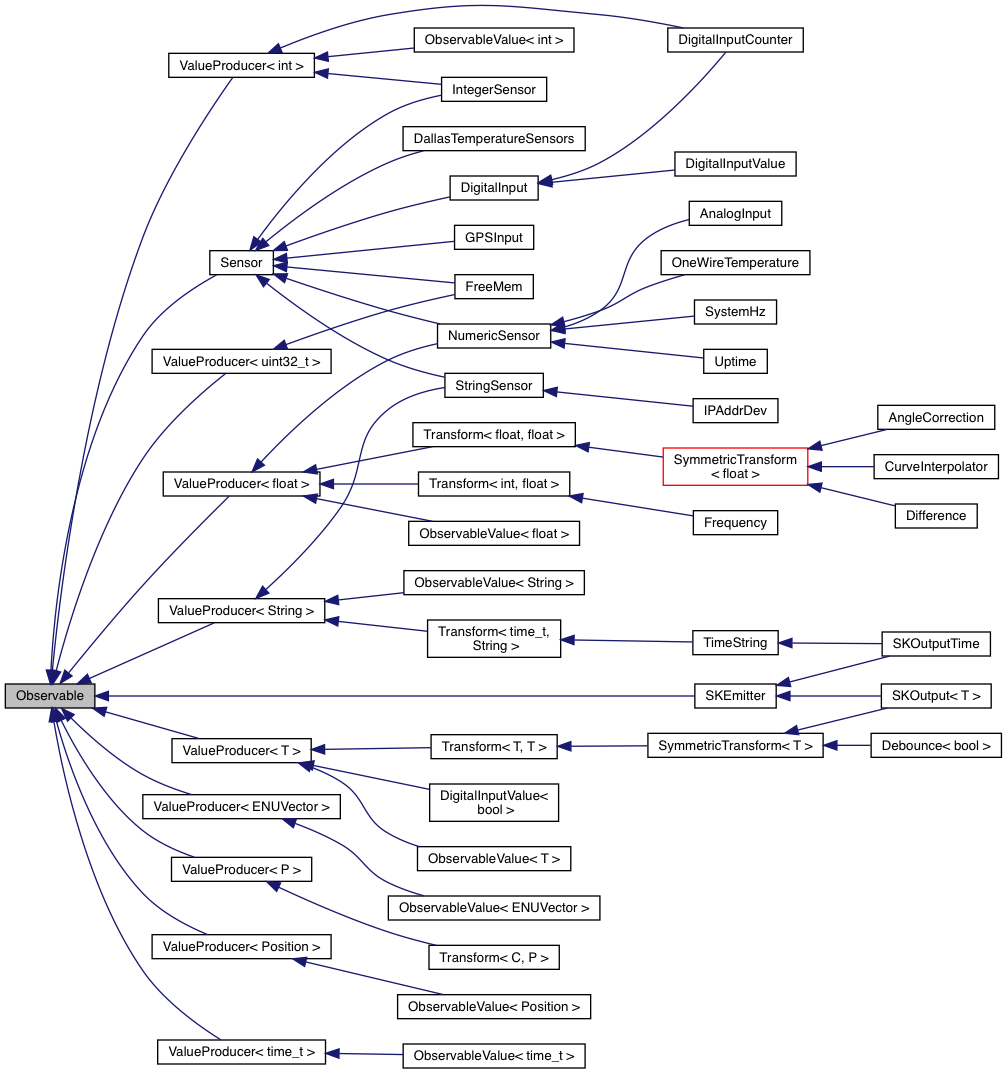 ObservableValue< int >
DigitalInputCounter
ValueProducer< int >
IntegerSensor
DallasTemperatureSensors
DigitalInputValue
DigitalInput
AnalogInput
GPSInput
Sensor
OneWireTemperature
FreeMem
SystemHz
NumericSensor
ValueProducer< uint32_t >
Uptime
StringSensor
IPAddrDev
AngleCorrection
Transform< float, float >
SymmetricTransform
< float >
CurveInterpolator
ValueProducer< float >
Transform< int, float >
Difference
Frequency
ObservableValue< float >
ObservableValue< String >
ValueProducer< String >
Transform< time_t,
String >
TimeString
SKOutputTime
Observable
SKEmitter
SKOutput< T >
ValueProducer< T >
Transform< T, T >
SymmetricTransform< T >
Debounce< bool >
DigitalInputValue<
bool >
ValueProducer< ENUVector >
ObservableValue< T >
ValueProducer< P >
ObservableValue< ENUVector >
ValueProducer< Position >
Transform< C, P >
ObservableValue< Position >
ValueProducer< time_t >
ObservableValue< time_t >